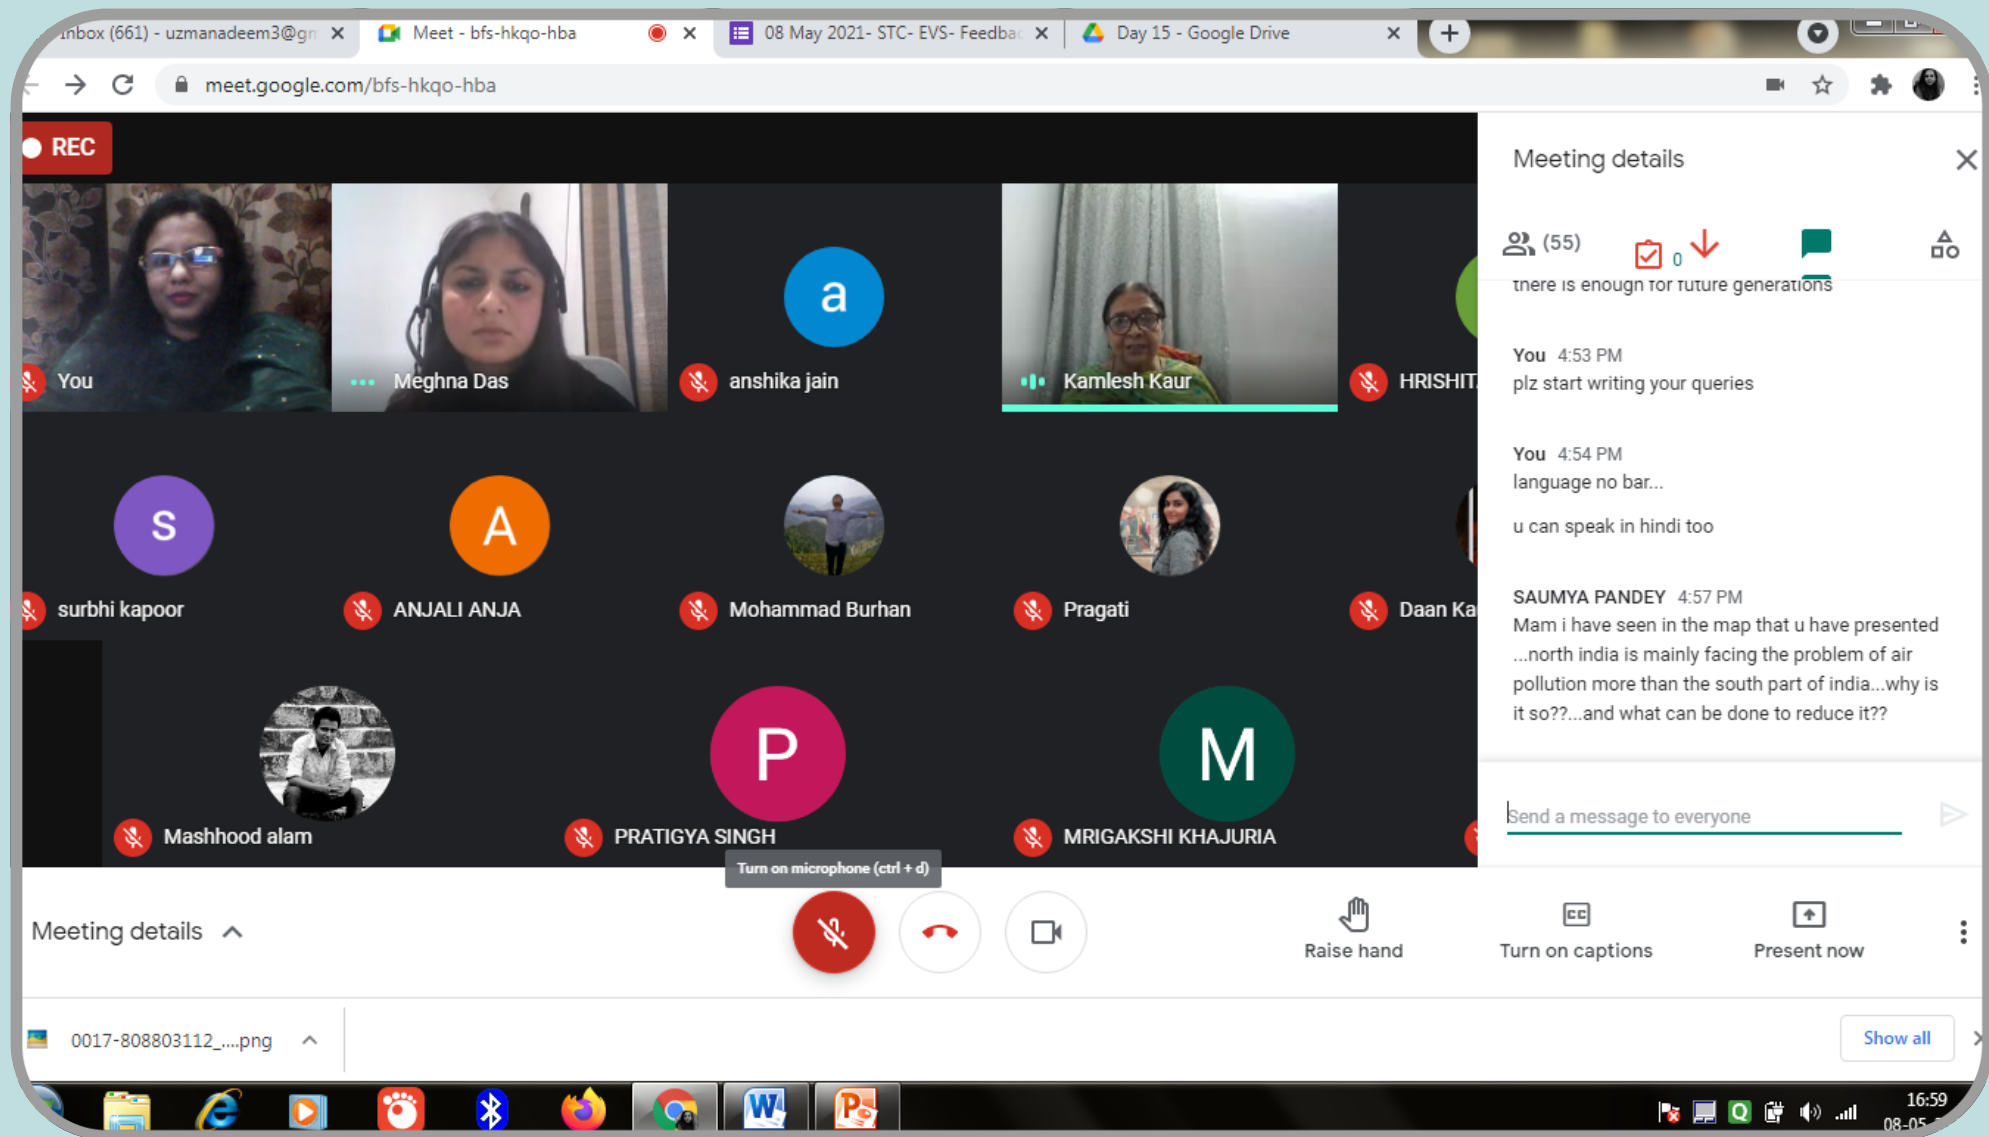 Inbox (661) - uzmanadeem3@gm
Meet - bfs-hkqo-hba
08 May 2021- STC- EVS- Feedbac
Day 15 - Google Drive
meet.google.com/bfs-hkqo-hba
REC
Meeting details
(55)
0
there is enough for future generations
You 4:53 PM
plz start writing your queries
You 4:54 PM
language no bar...
u can speak in hindi too
SAUMYA PANDEY 4:57 PM
Mam i have seen in the map that u have presented
...north india is mainly facing the problem of air
pollution more than the south part of india...why is
it so??...and what can be done to reduce it??
Send a message to everyone
You
Meghna Das
a
anshika jain
Kamlesh Kaur
HRISHIT
s
surbhi kapoor
A
ANJALI ANJA
Mohammad Burhan
Pragati
Daan Ka
Mashhood alam
P
PRATIGYA SINGH
M
MRIGAKSHI KHAJURIA
Turn on microphone (ctrl + d)
Meeting details
Raise hand
CC
Turn on captions
Present now
0017-808803112_....png
Show all
16:59
08-05